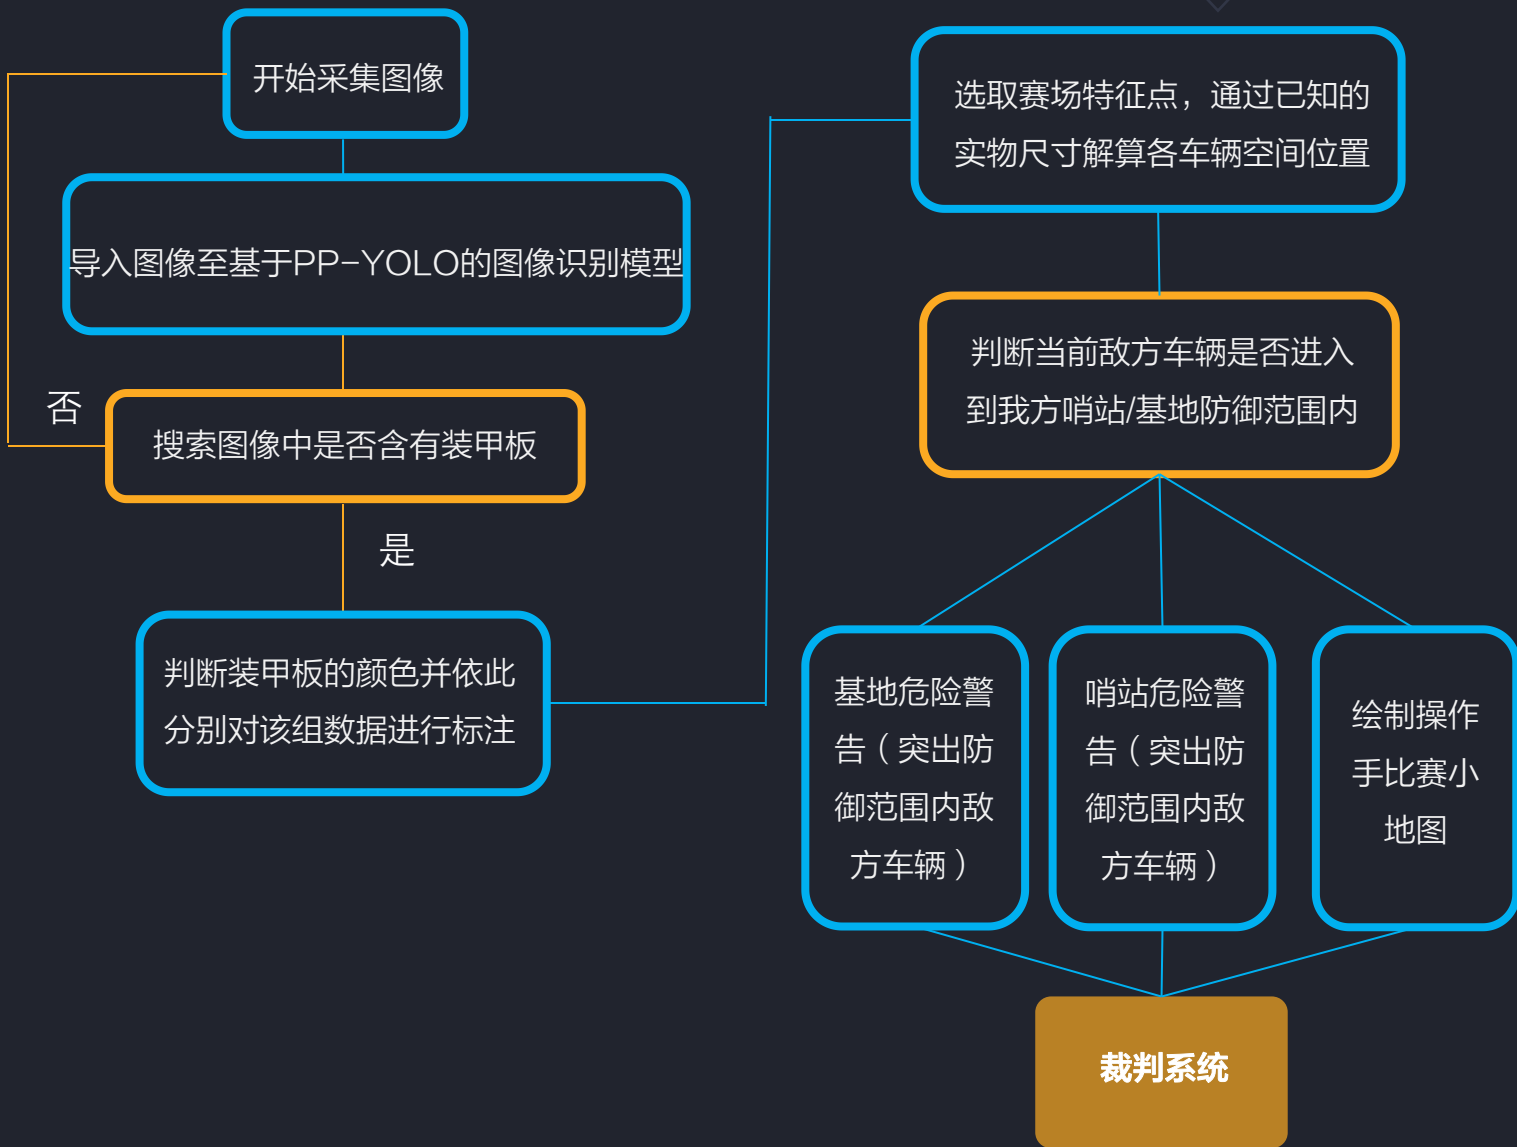 开始采集图像
导入图像至基于PP-YOLO的图像识别模型
否
搜索图像中是否含有装甲板
是
判断装甲板的颜色并依此
分别对该组数据进行标注
选取赛场特征点，通过已知的
实物尺寸解算各车辆空间位置
判断当前敌方车辆是否进入
到我方哨站/基地防御范围内
基地危险警
告（突出防
御范围内敌
方车辆）
哨站危险警
告（突出防
御范围内敌
方车辆）
绘制操作
手比赛小
地图
裁判系统